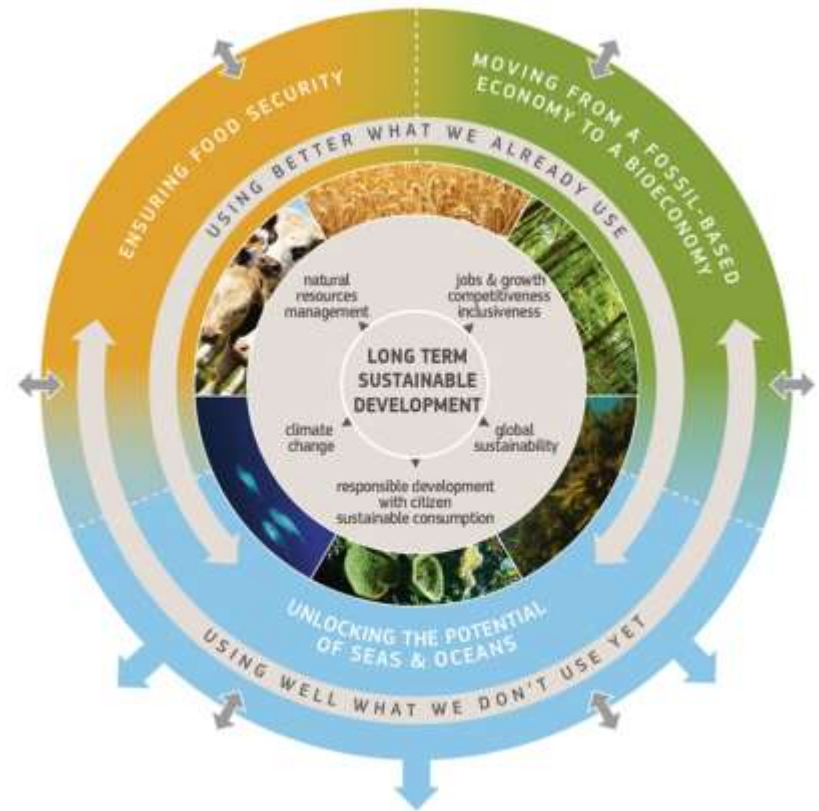 ENSURING FOOD SECURITY
MOVING FROM A FOSSIL-BASED
ECONOMY TO A BIOECONOMY
USING BETTER WHAT WE ALREADY USE
natural
resources
management
jobs & growth
competitiveness
inclusiveness
LONG TERM
SUSTAINABLE
DEVELOPMENT
climate
change
global
sustainability
responsible development
with citizen
sustainable consumption
UNLOCKING THE POTENTIAL
OF SEAS & OCEANS
USING WELL WHAT WE DON'T USE YET